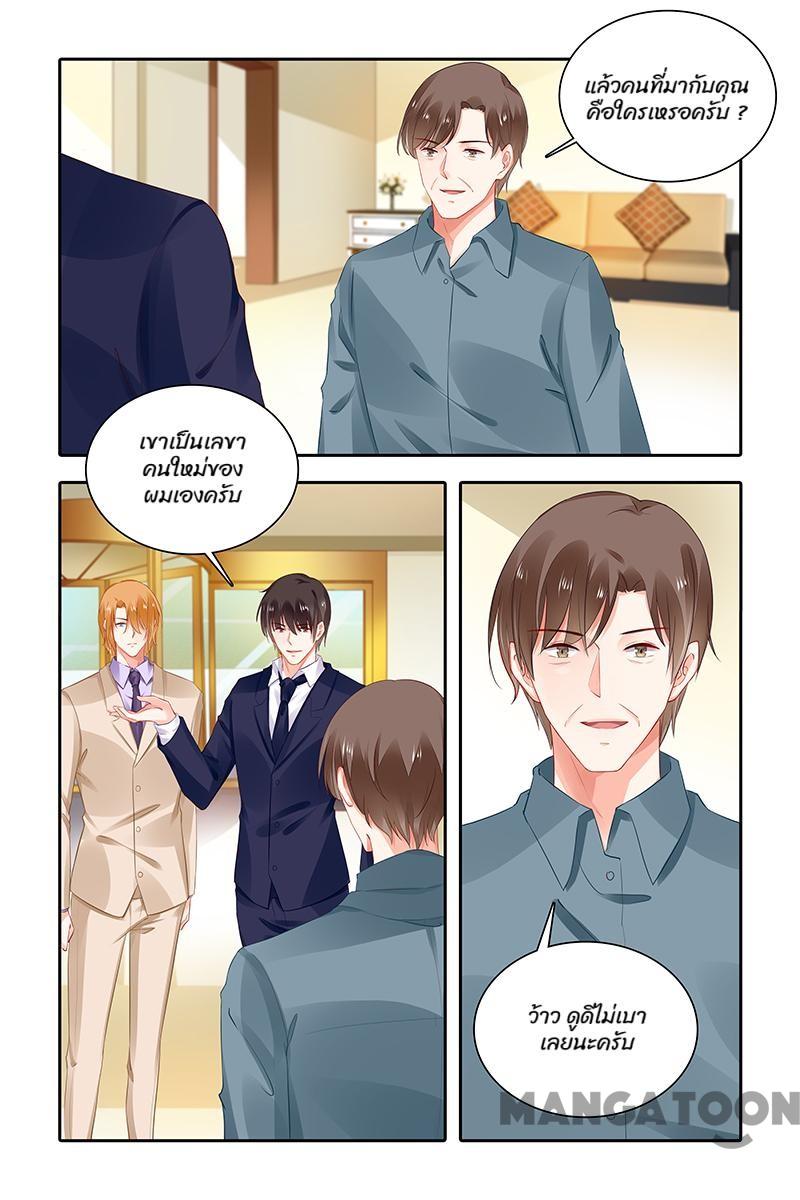 แล้วคนที่มากับคุณ
คือใครเหรอครับ ?
เขาเป็นเลขา
คนใหม่ของ
ผมเองครับ
ว้าว ดูดีไม่เบา
เลยนะครับ
MANGATOON